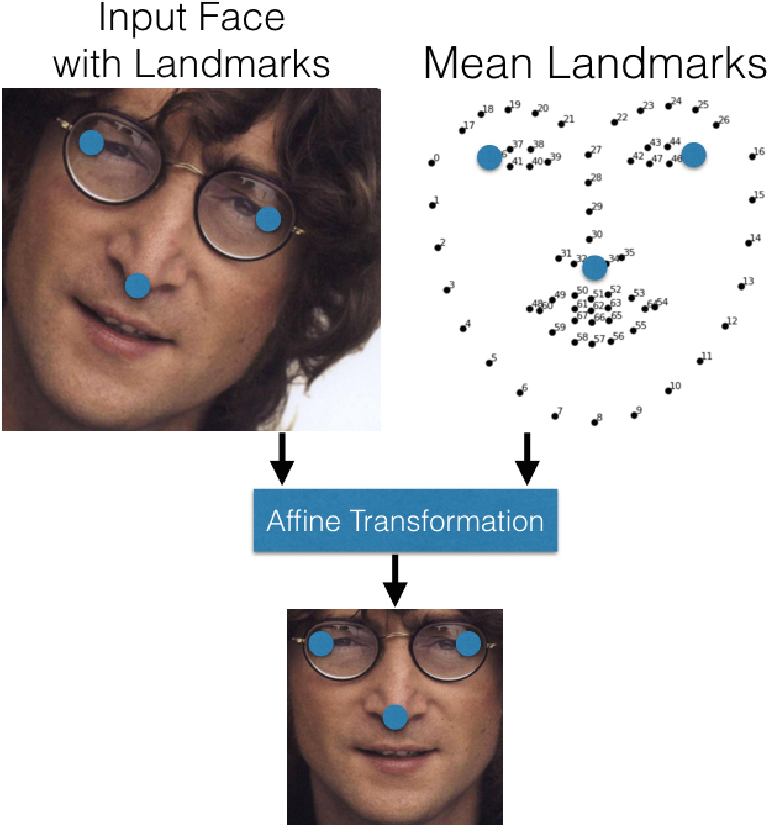 Input Face
with Landmarks
Mean Landmarks
18 19 20 23 24 25
17 21 22 26
37 38 43 44
0 41 40 39 27 42 47 46 16
28
1 29 15
2 30 14
31 34 35
3 49 50 51 52 53 13
48 60 61 62 63 54
67 66 65
4 59 58 57 56 55 12
5 11
6 10
7 8 9
Affine Transformation